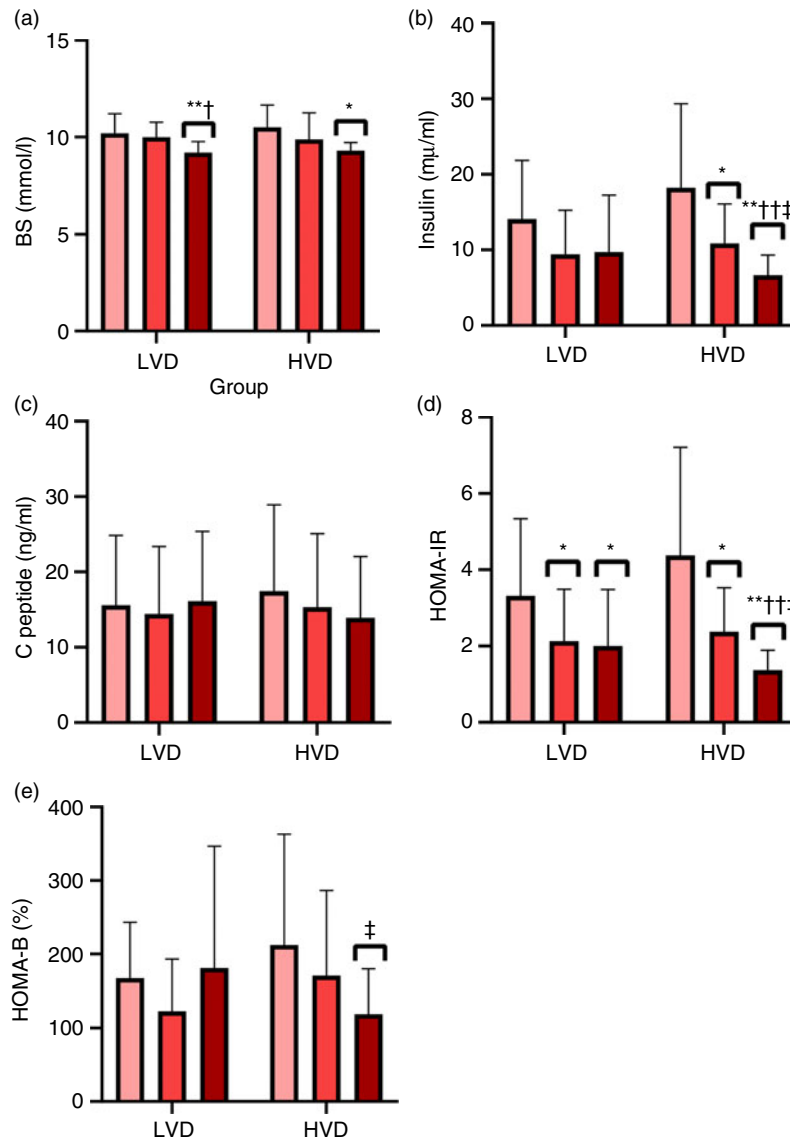 (a)
15
10
5
0
BS (mmol/l)
**†
*
LVD
HVD
Group
(b)
40
30
20
10
0
Insulin (mμ/ml)
*
**††‡
LVD
HVD
(c)
40
30
20
10
0
C peptide (ng/ml)
LVD
HVD
(d)
8
6
4
2
0
HOMA-IR
*
*
*
**††‡
LVD
HVD
(e)
400
300
200
100
0
HOMA-B (%)
‡
LVD
HVD